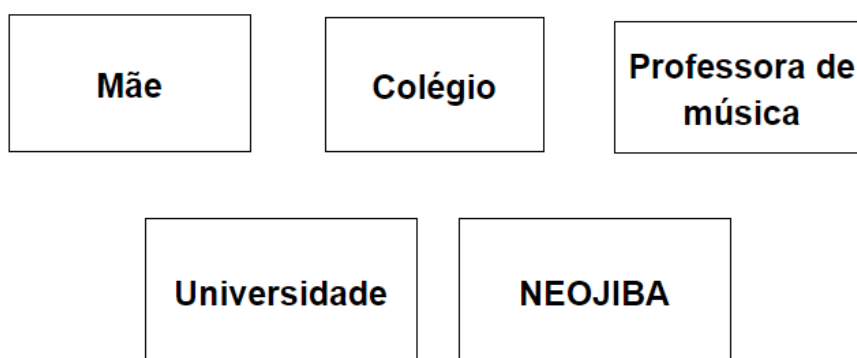 Mãe
Colégio
Professora de
música
Universidade
NEOJIBA